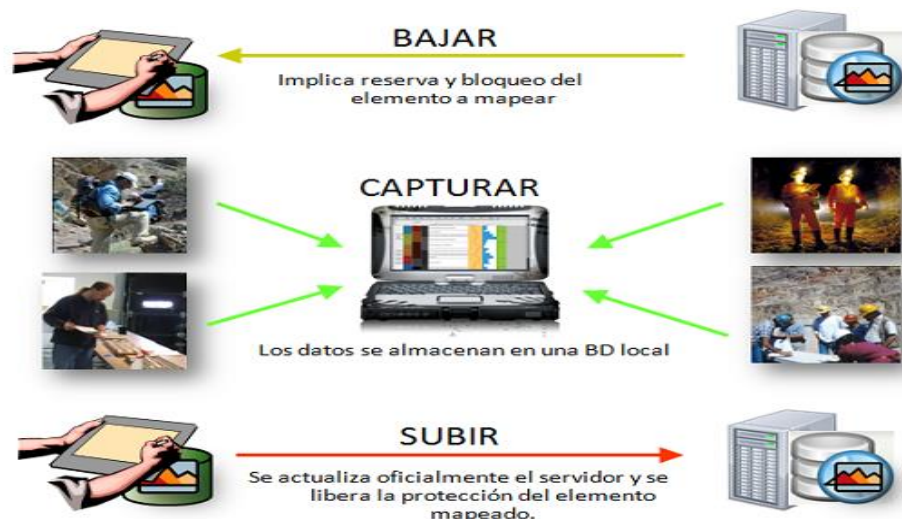 BAJAR
Implica reserva y bloqueo del
elemento a mapear
CAPTURAR
Los datos se almacenan en una BD local
SUBIR
Se actualiza oficialmente el servidor y se
libera la protección del elemento
mapeado.